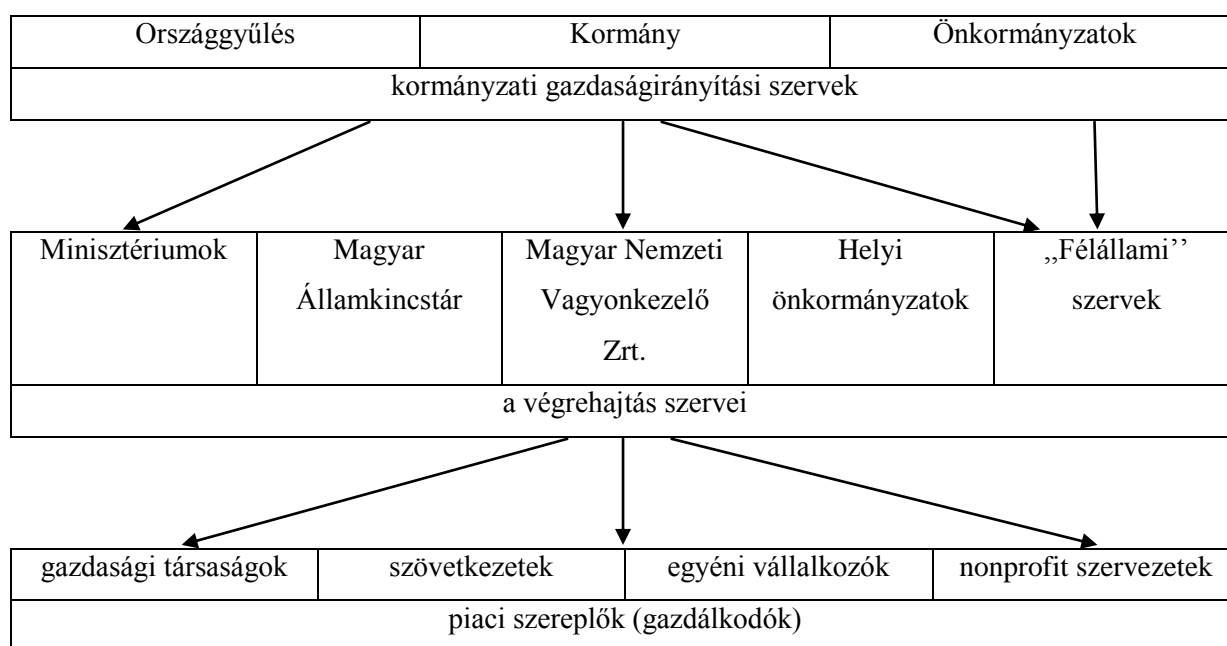 Országgyűlés Kormány Önkormányzatok
kormányzati gazdaságirányítási szervek
Minisztériumok Magyar Magyar Nemzeti Helyi ,,Félállami’’
Államkincstár Vagyonkezelő önkormányzatok szervek
Zrt.
a végrehajtás szervei
gazdasági társaságok szövetkezetek egyéni vállalkozók nonprofit szervezetek
piaci szereplők (gazdálkodók)